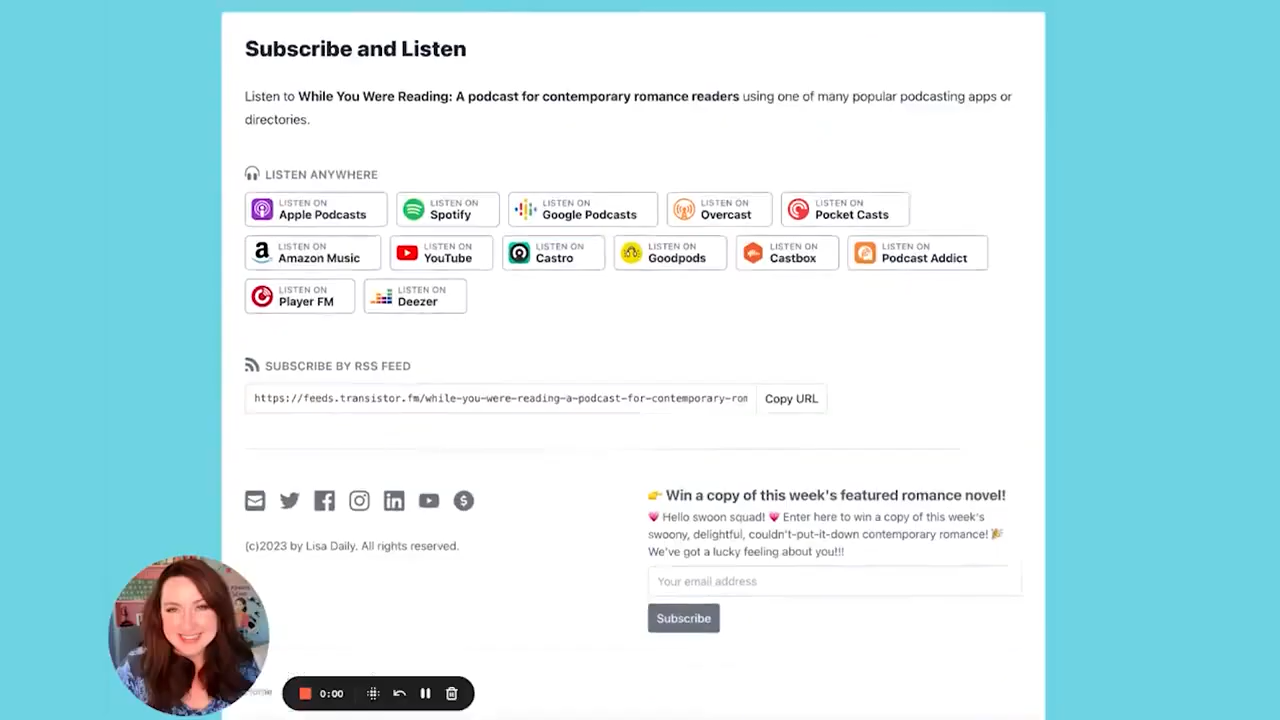 Subscribe and Listen
Listen to While You Were Reading: A podcast for contemporary romance readers using one of many popular podcasting apps or
directories.
LISTEN ANYWHERE
LISTEN ON
Apple Podcasts
LISTEN ON
Spotify
LISTEN ON
Google Podcasts
LISTEN ON
Overcast
LISTEN ON
Pocket Casts
LISTEN ON
Amazon Music
LISTEN ON
YouTube
LISTEN ON
Castro
LISTEN ON
Goodpods
LISTEN ON
Castbox
LISTEN ON
Podcast Addict
LISTEN ON
Player FM
LISTEN ON
Deezer
SUBSCRIBE BY RSS FEED
https://feeds.transistor.fm/while-you-were-reading-a-podcast-for-contemporary-rom
Copy URL
(c)2023 by Lisa Daily. All rights reserved.
👉 Win a copy of this week's featured romance novel!
💗 Hello swoon squad! 💗 Enter here to win a copy of this week's
swoony, delightful, couldn't-put-it-down contemporary romance! 🎉
We've got a lucky feeling about you!!!
Your email address
Subscribe
0:00